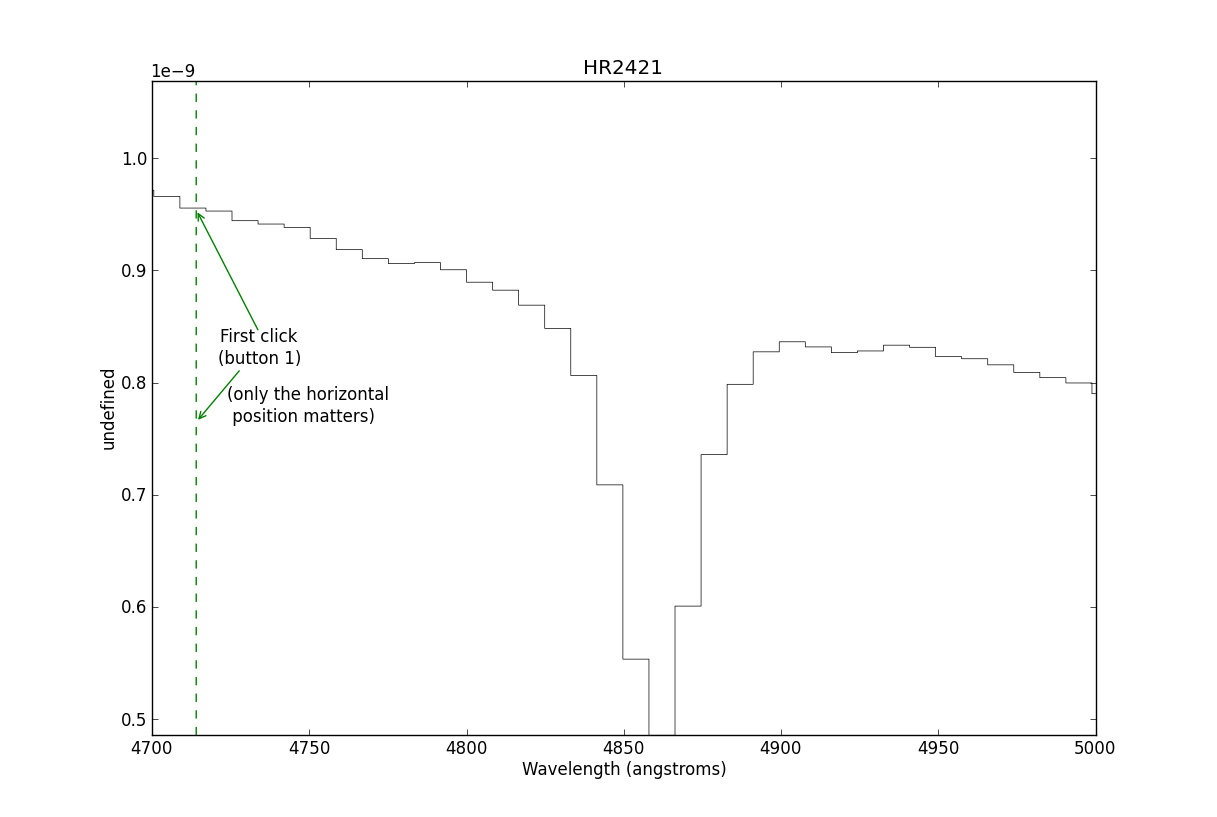 HR2421
1e−9
1.0
0.9
0.8
0.7
0.6
0.5
undefined
First click
(button 1)
(only the horizontal
position matters)
4700 4750 4800 4850 4900 4950 5000
Wavelength (angstroms)